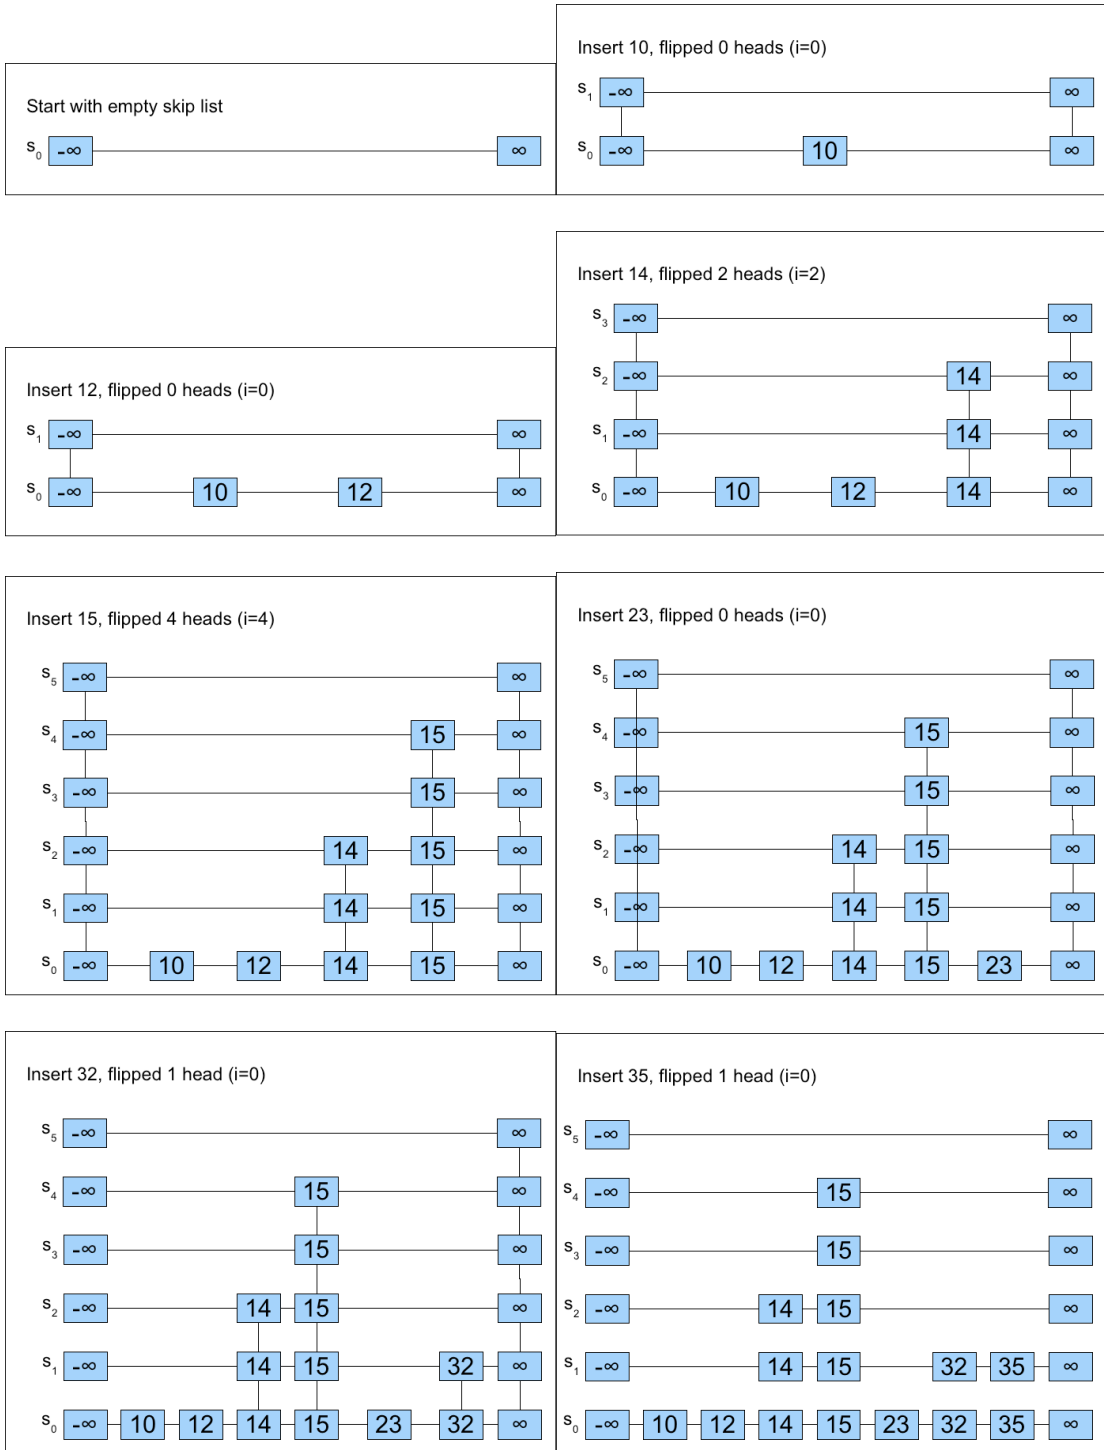 Start with empty skip list
S0 -∞ ∞
Insert 10, flipped 0 heads (i=0)
S1 -∞ ∞
S0 -∞ 10 ∞
Insert 12, flipped 0 heads (i=0)
S1 -∞ ∞
S0 -∞ 10 12 ∞
Insert 14, flipped 2 heads (i=2)
S3 -∞ ∞
S2 -∞ 14 ∞
S1 -∞ 14 ∞
S0 -∞ 10 12 14 ∞
Insert 15, flipped 4 heads (i=4)
S5 -∞ ∞
S4 -∞ 15 ∞
S3 -∞ 15 ∞
S2 -∞ 14 15 ∞
S1 -∞ 14 15 ∞
S0 -∞ 10 12 14 15 ∞
Insert 23, flipped 0 heads (i=0)
S5 -∞ ∞
S4 -∞ 15 ∞
S3 -∞ 15 ∞
S2 -∞ 14 15 ∞
S1 -∞ 14 15 ∞
S0 -∞ 10 12 14 15 23 ∞
Insert 32, flipped 1 head (i=0)
S5 -∞ ∞
S4 -∞ 15 ∞
S3 -∞ 15 ∞
S2 -∞ 14 15 ∞
S1 -∞ 14 15 32 ∞
S0 -∞ 10 12 14 15 23 32 ∞
Insert 35, flipped 1 head (i=0)
S5 -∞ ∞
S4 -∞ 15 ∞
S3 -∞ 15 ∞
S2 -∞ 14 15 ∞
S1 -∞ 14 15 32 35 ∞
S0 -∞ 10 12 14 15 23 32 35 ∞